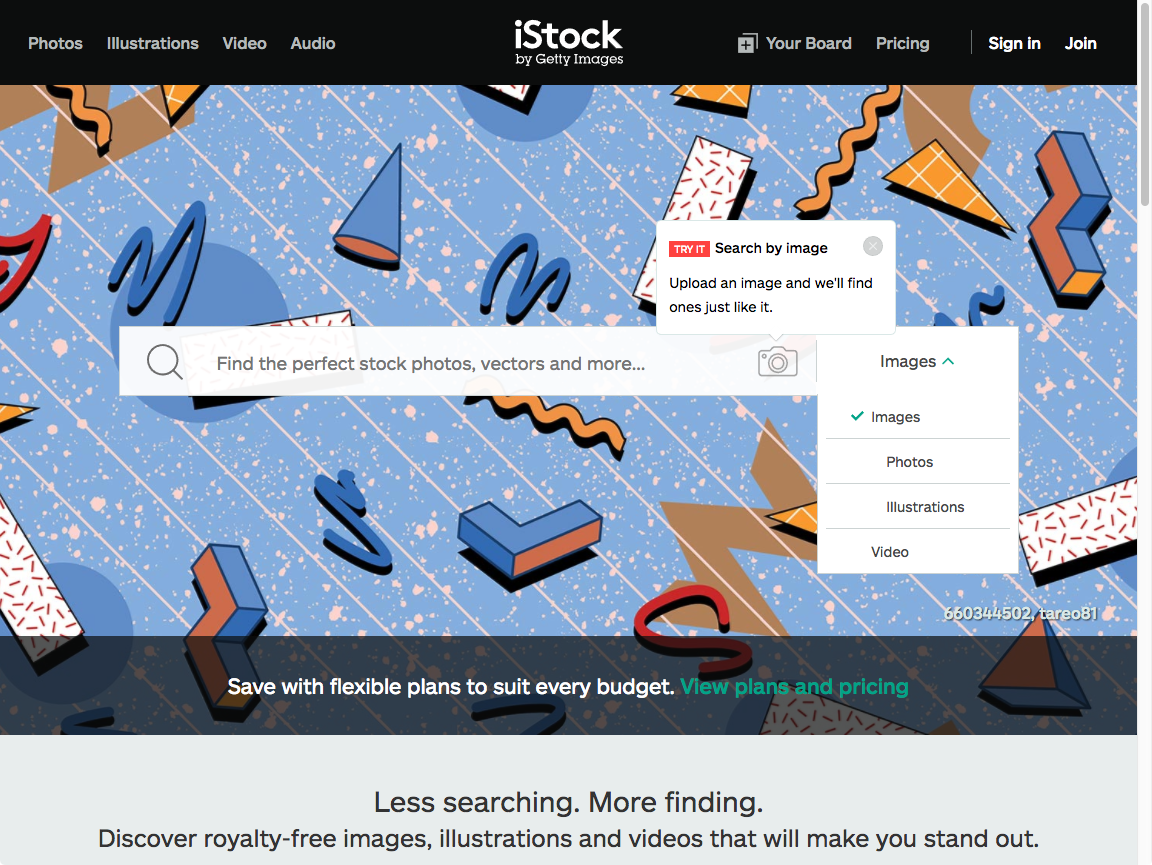 Photos Illustrations Video Audio
iStock
by Getty Images
Your Board Pricing Sign in Join
TRY IT Search by image
Upload an image and we'll find
ones just like it.
Find the perfect stock photos, vectors and more...
Images
Images
Photos
Illustrations
Video
660344502, tareo81
Save with flexible plans to suit every budget. View plans and pricing
Less searching. More finding.
Discover royalty-free images, illustrations and videos that will make you stand out.